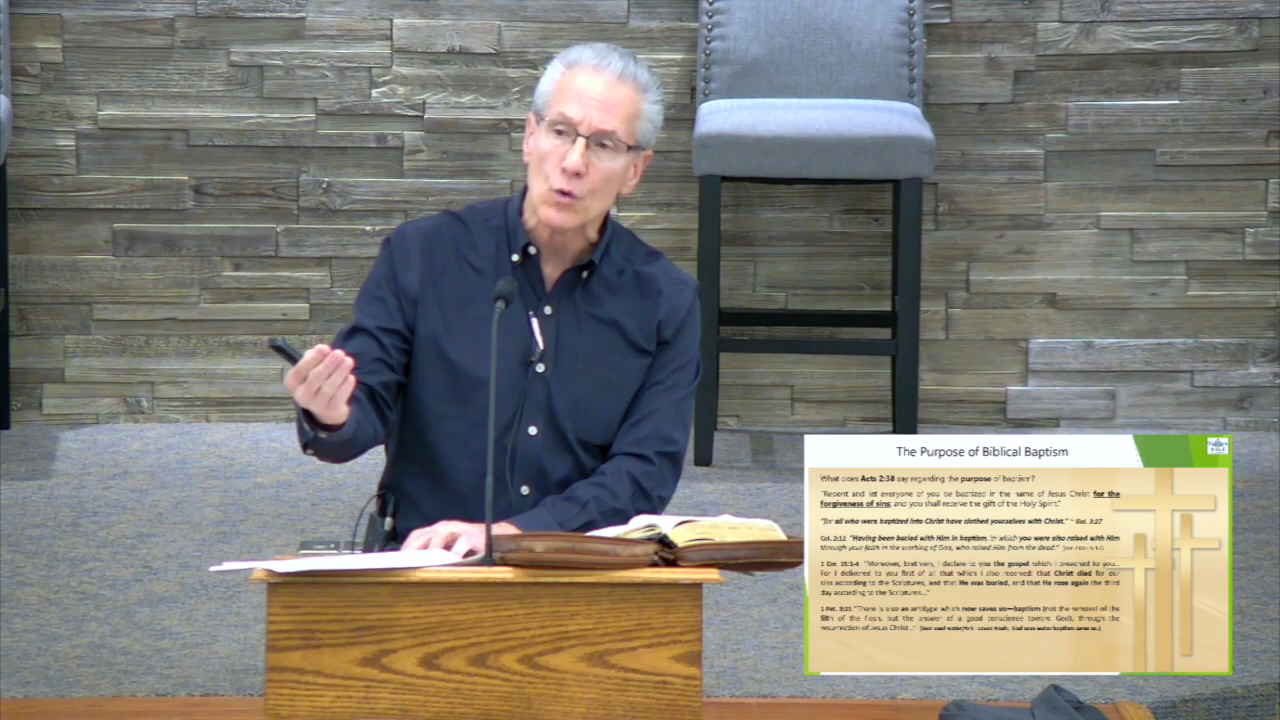 The Purpose of Biblical Baptism
What does Acts 2:38 say regarding the purpose of baptism?
"Repent and let everyone of you be baptized in the name of Jesus Christ for the
forgiveness of sins; and you shall receive the gift of the Holy Spirit."
"for all who were baptized into Christ have clothed yourselves with Christ." ~ Gal. 3:27
Col. 2:12 "Having been buried with Him in baptism, in which you were also raised with Him
through your faith in the working of God, who raised Him from the dead."
1 Cor. 15:1-4 "Moreover, brethren, I declare to you the gospel which I preached to you...
For I delivered to you first of all that which I also received: that Christ died for our
sins according to the Scriptures, and that He was buried, and that He rose again the third
day according to the Scriptures..."
1 Pet. 3:21 "There is also an antitype which now saves us—baptism (not the removal of the
filth of the flesh, but the answer of a good conscience toward God), through the
resurrection of Jesus Christ..."